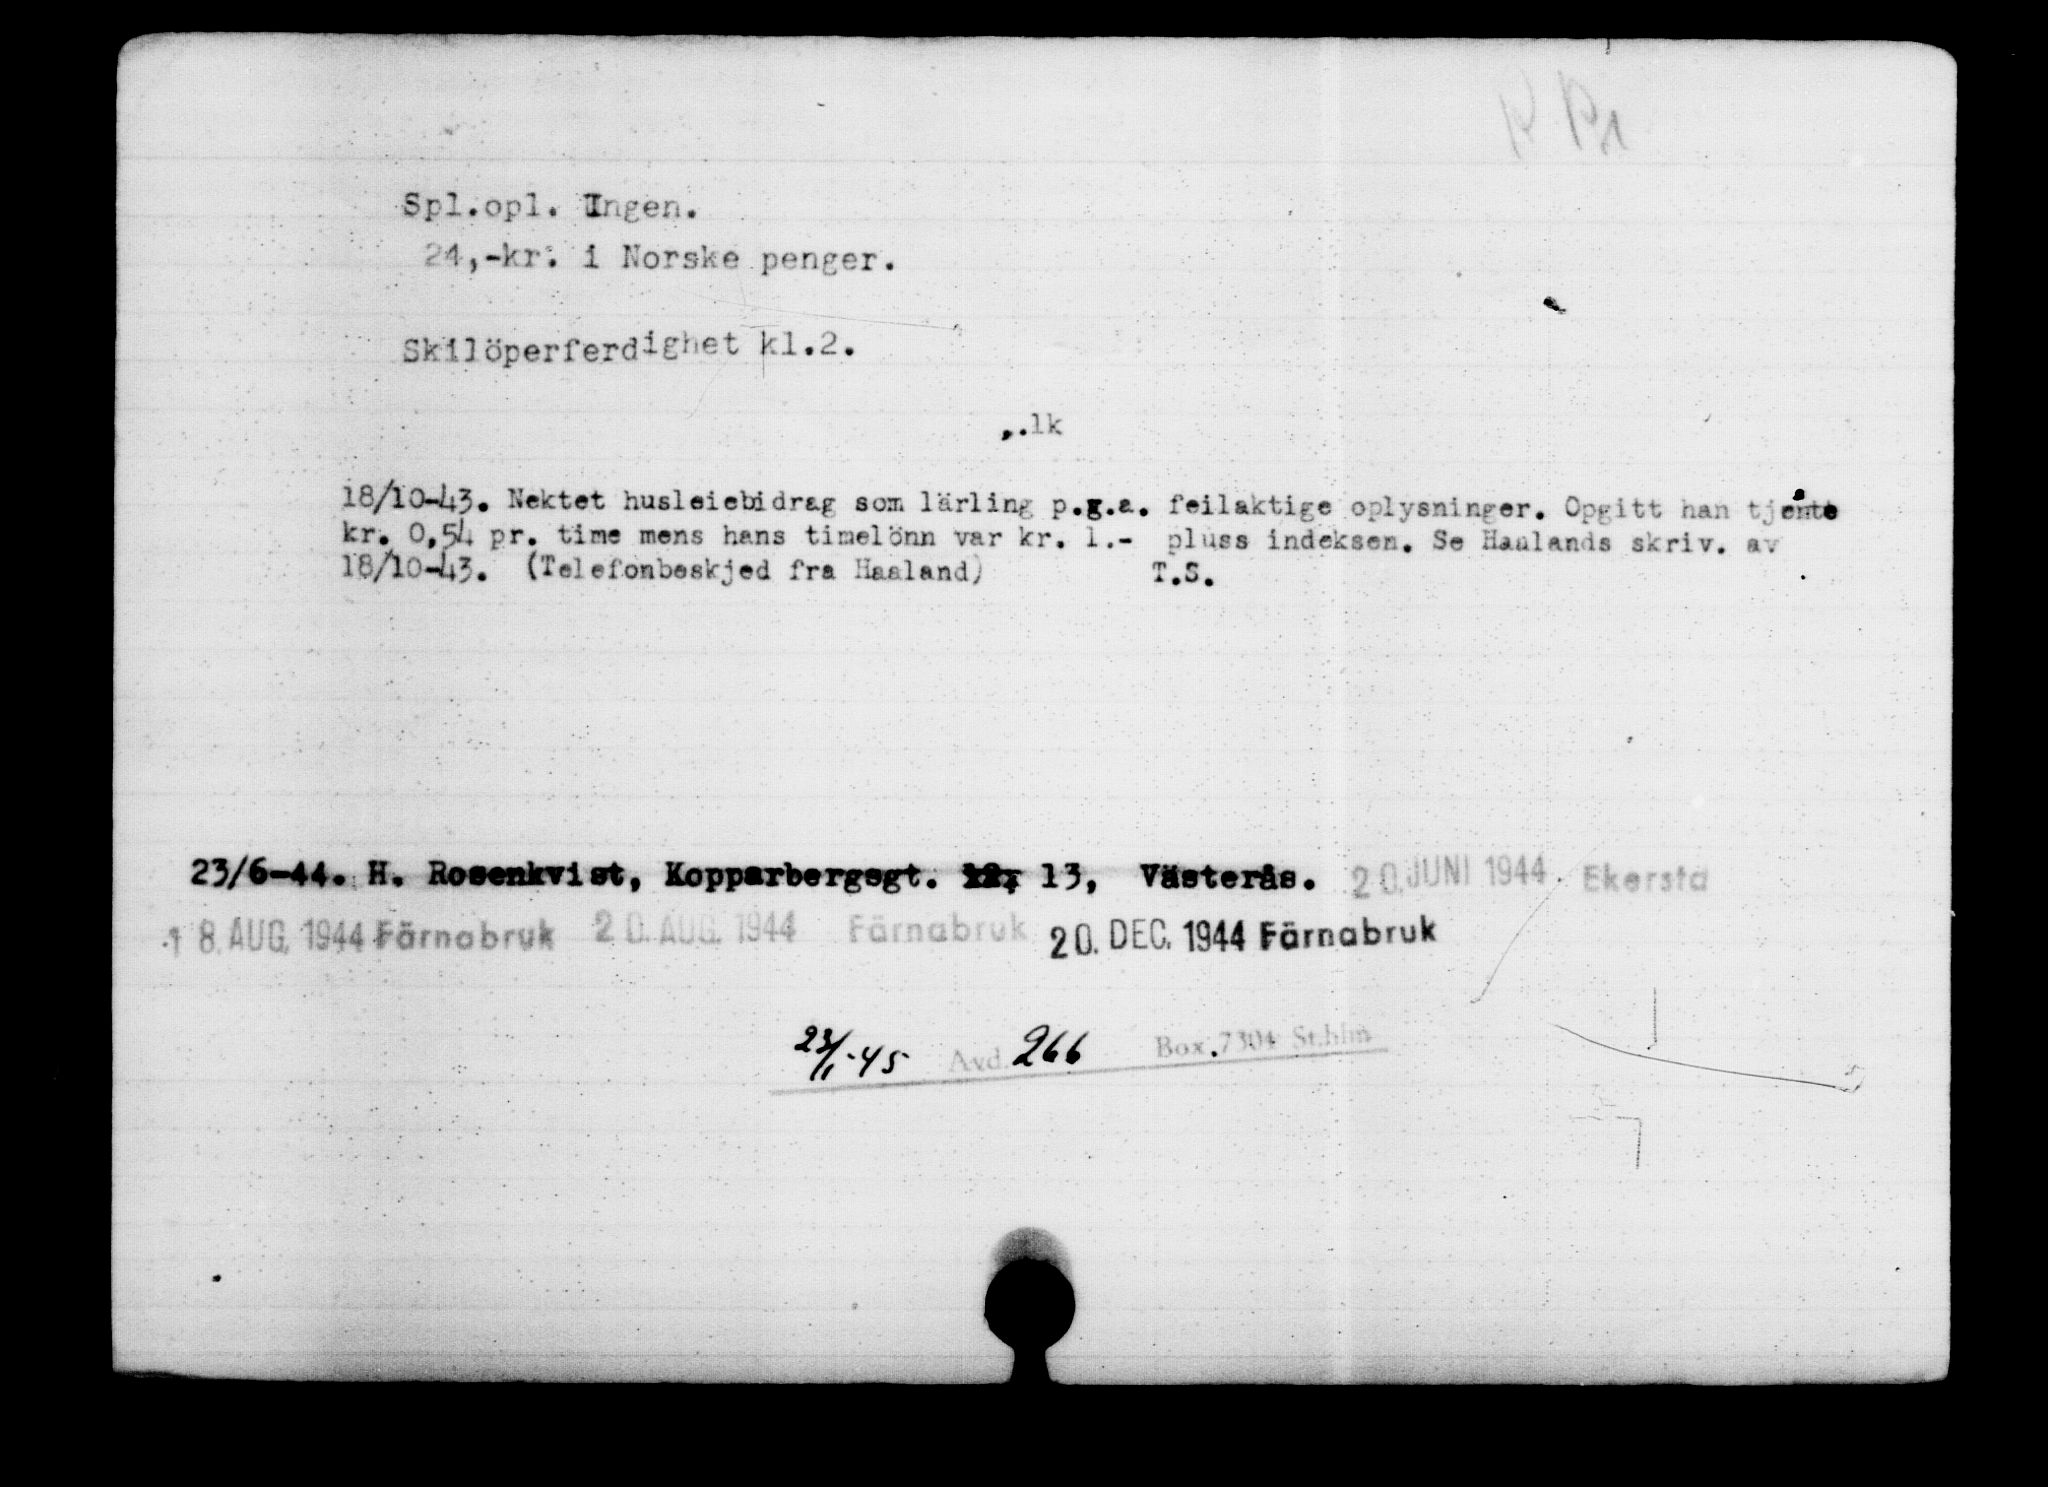 Spl.opl. Ingen.
24,-kr. i Norske penger.
Skilöperferdighet kl.2.
,.lk
18/10-43. Nektet husleiebidrag som lärling p.g.a. feilaktige oplysninger. Opgitt han tjente
kr. 0,54 pr. time mens hans timelönn var kr. 1.- pluss indeksen. Se Haalands skriv. av
18/10-43. (Telefonbeskjed fra Haaland) T.S.
23/6-44. H. Rosenkvist, Kopparbergsgt. 13, Västerås. 20. JUNI 1944. Ekersta
18. AUG. 1944 Färnabruk 20. AUG. 1944 Färnabruk 20. DEC. 1944 Färnabruk
23/1-45 Avd. 266 Box 7304 St.hlm